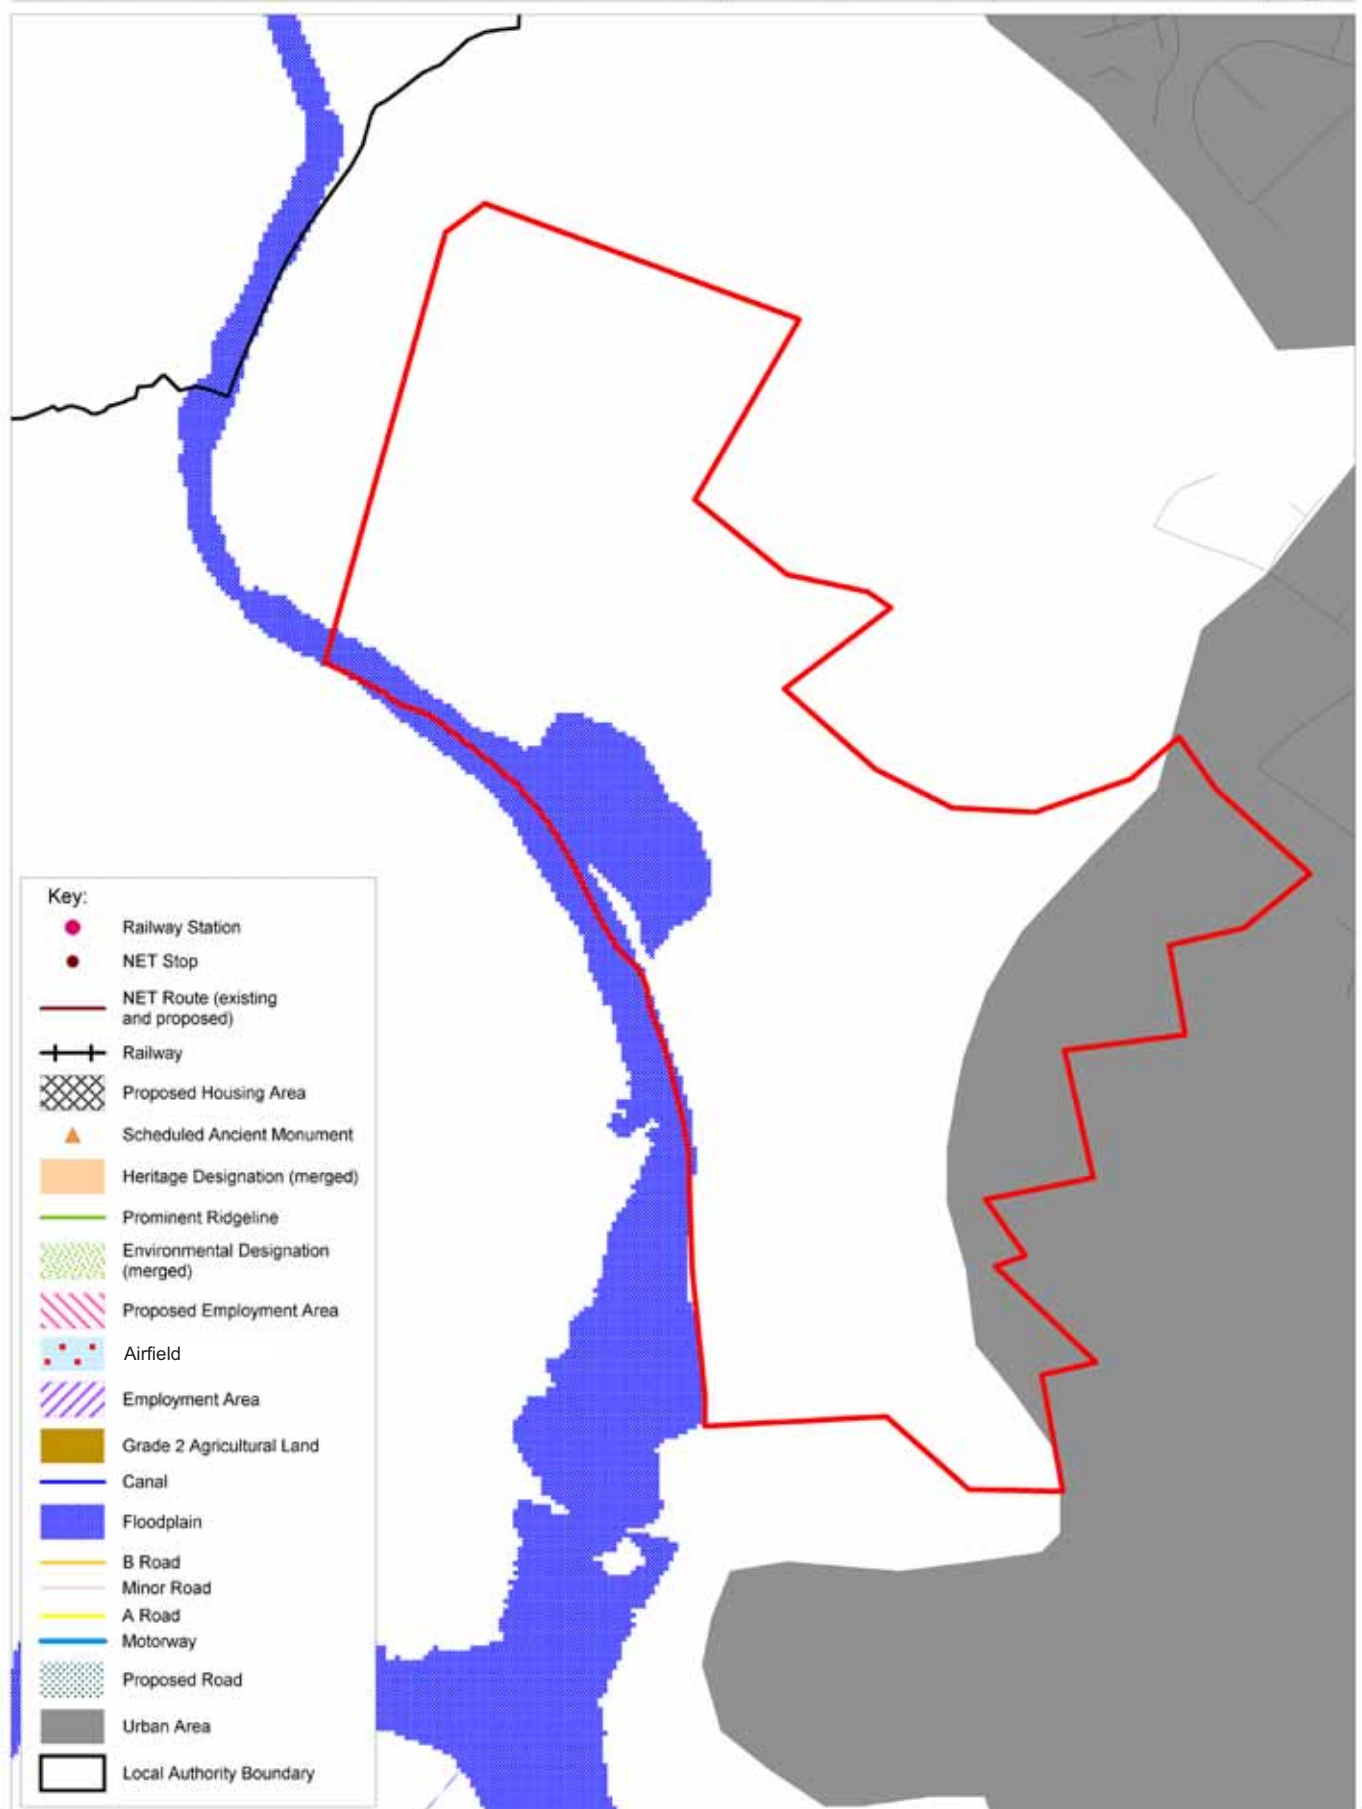 Key:
Railway Station
NET Stop
NET Route (existing
and proposed)
Railway
Proposed Housing Area
Scheduled Ancient Monument
Heritage Designation (merged)
Prominent Ridgeline
Environmental Designation
(merged)
Proposed Employment Area
Airfield
Employment Area
Grade 2 Agricultural Land
Canal
Floodplain
B Road
Minor Road
A Road
Motorway
Proposed Road
Urban Area
Local Authority Boundary